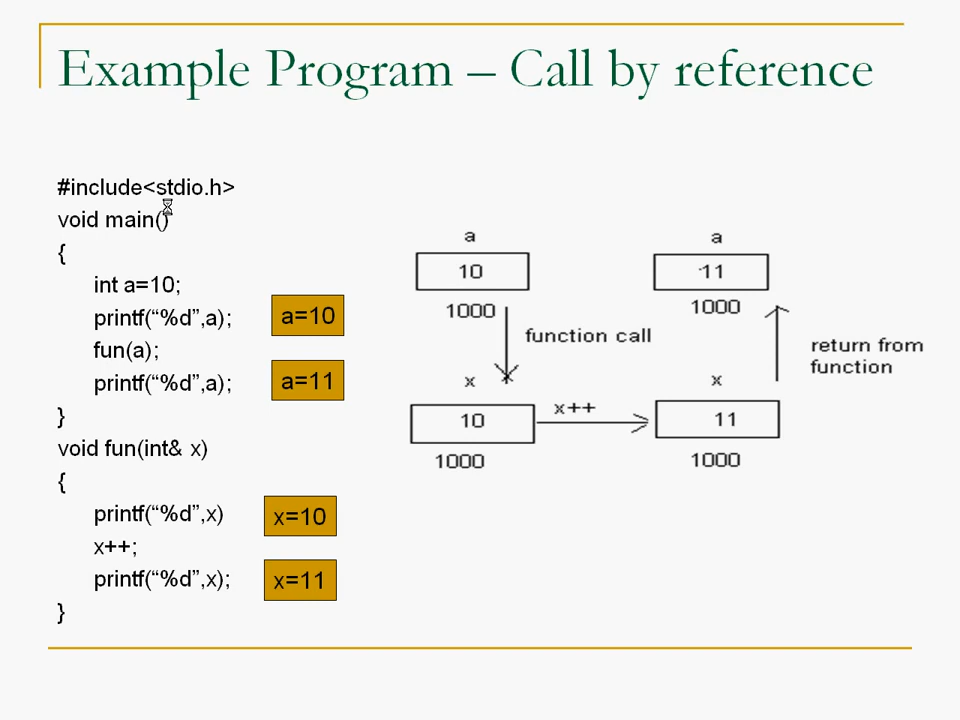 Example Program – Call by reference
#include<stdio.h>
void main()
{
int a=10;
printf(“%d”,a);
a=10
fun(a);
printf(“%d”,a);
a=11
}
void fun(int& x)
{
printf(“%d”,x)
x=10
x++;
printf(“%d”,x);
x=11
}
a
10
1000
function call
x
10
1000
x++
a
11
1000
return from
function
x
11
1000